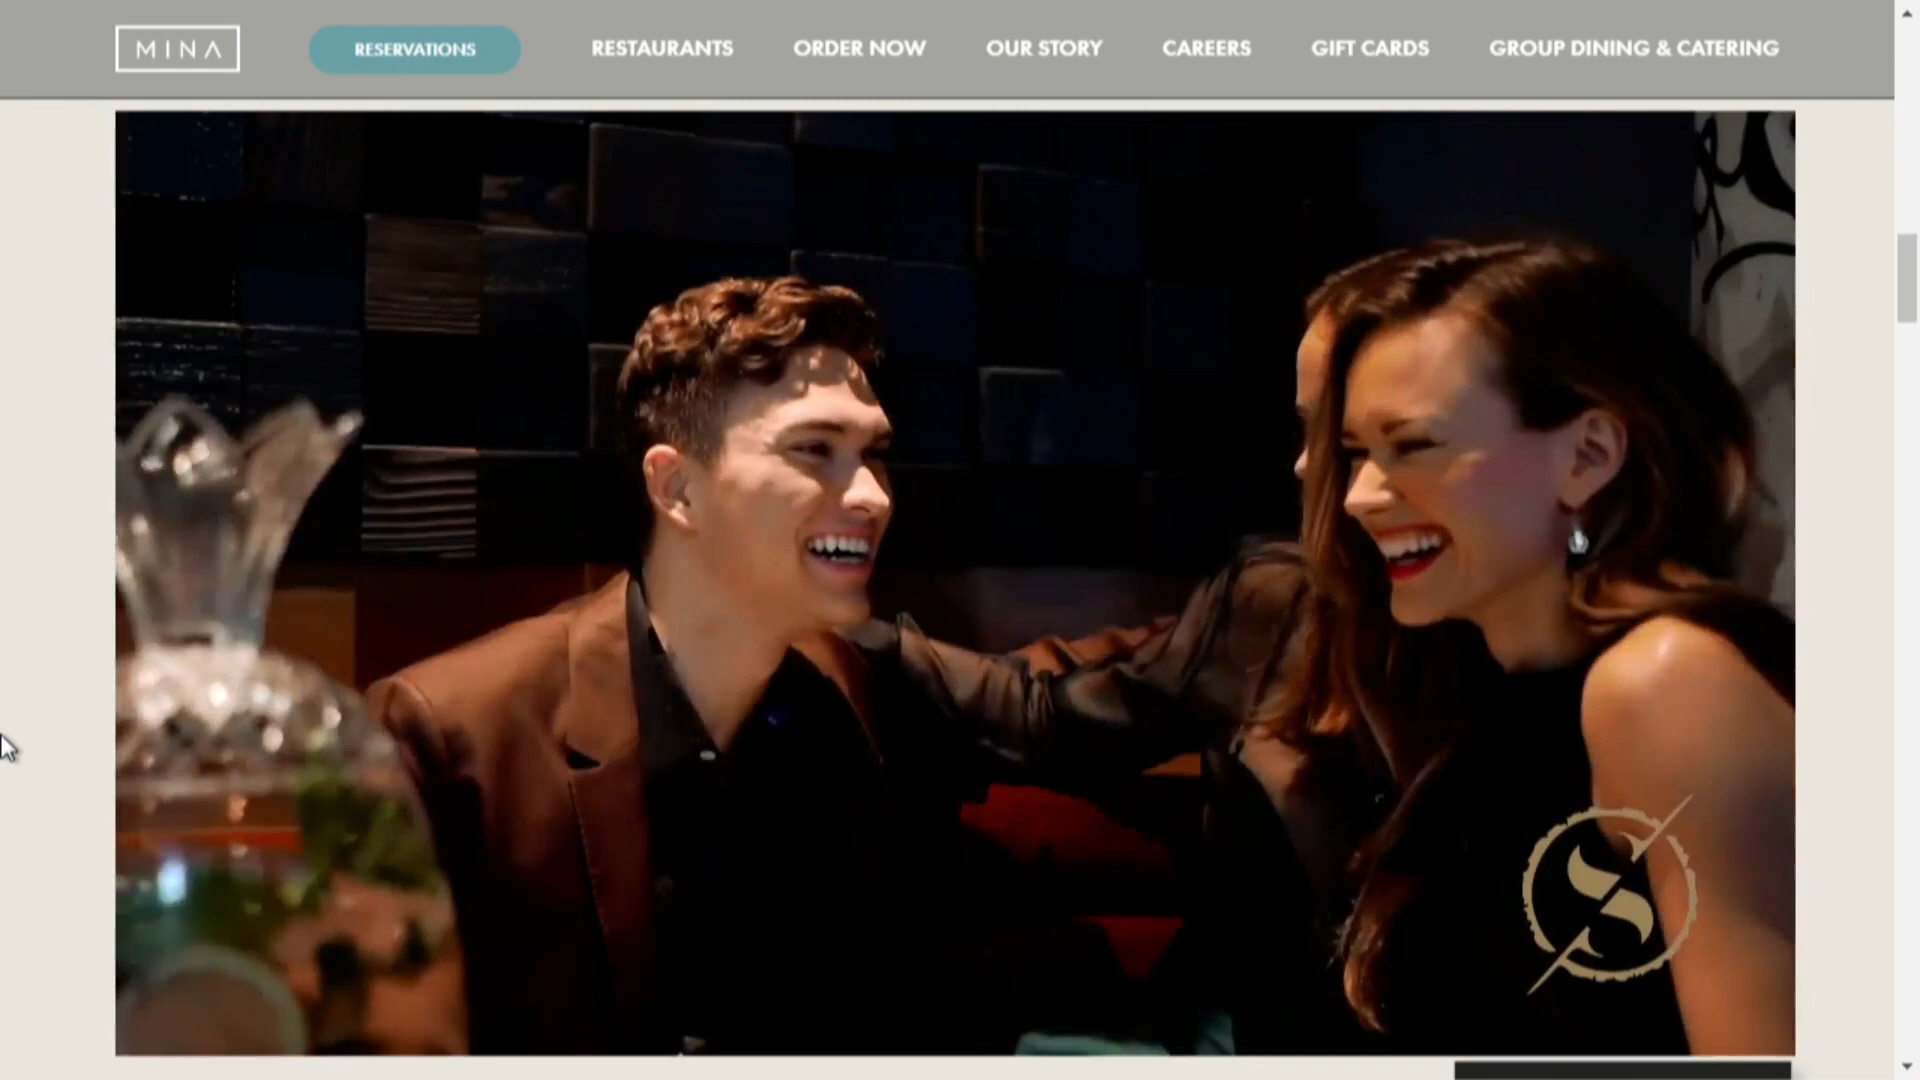 MINA
RESERVATIONS
RESTAURANTS
ORDER NOW
OUR STORY
CAREERS
GIFT CARDS
GROUP DINING & CATERING
S